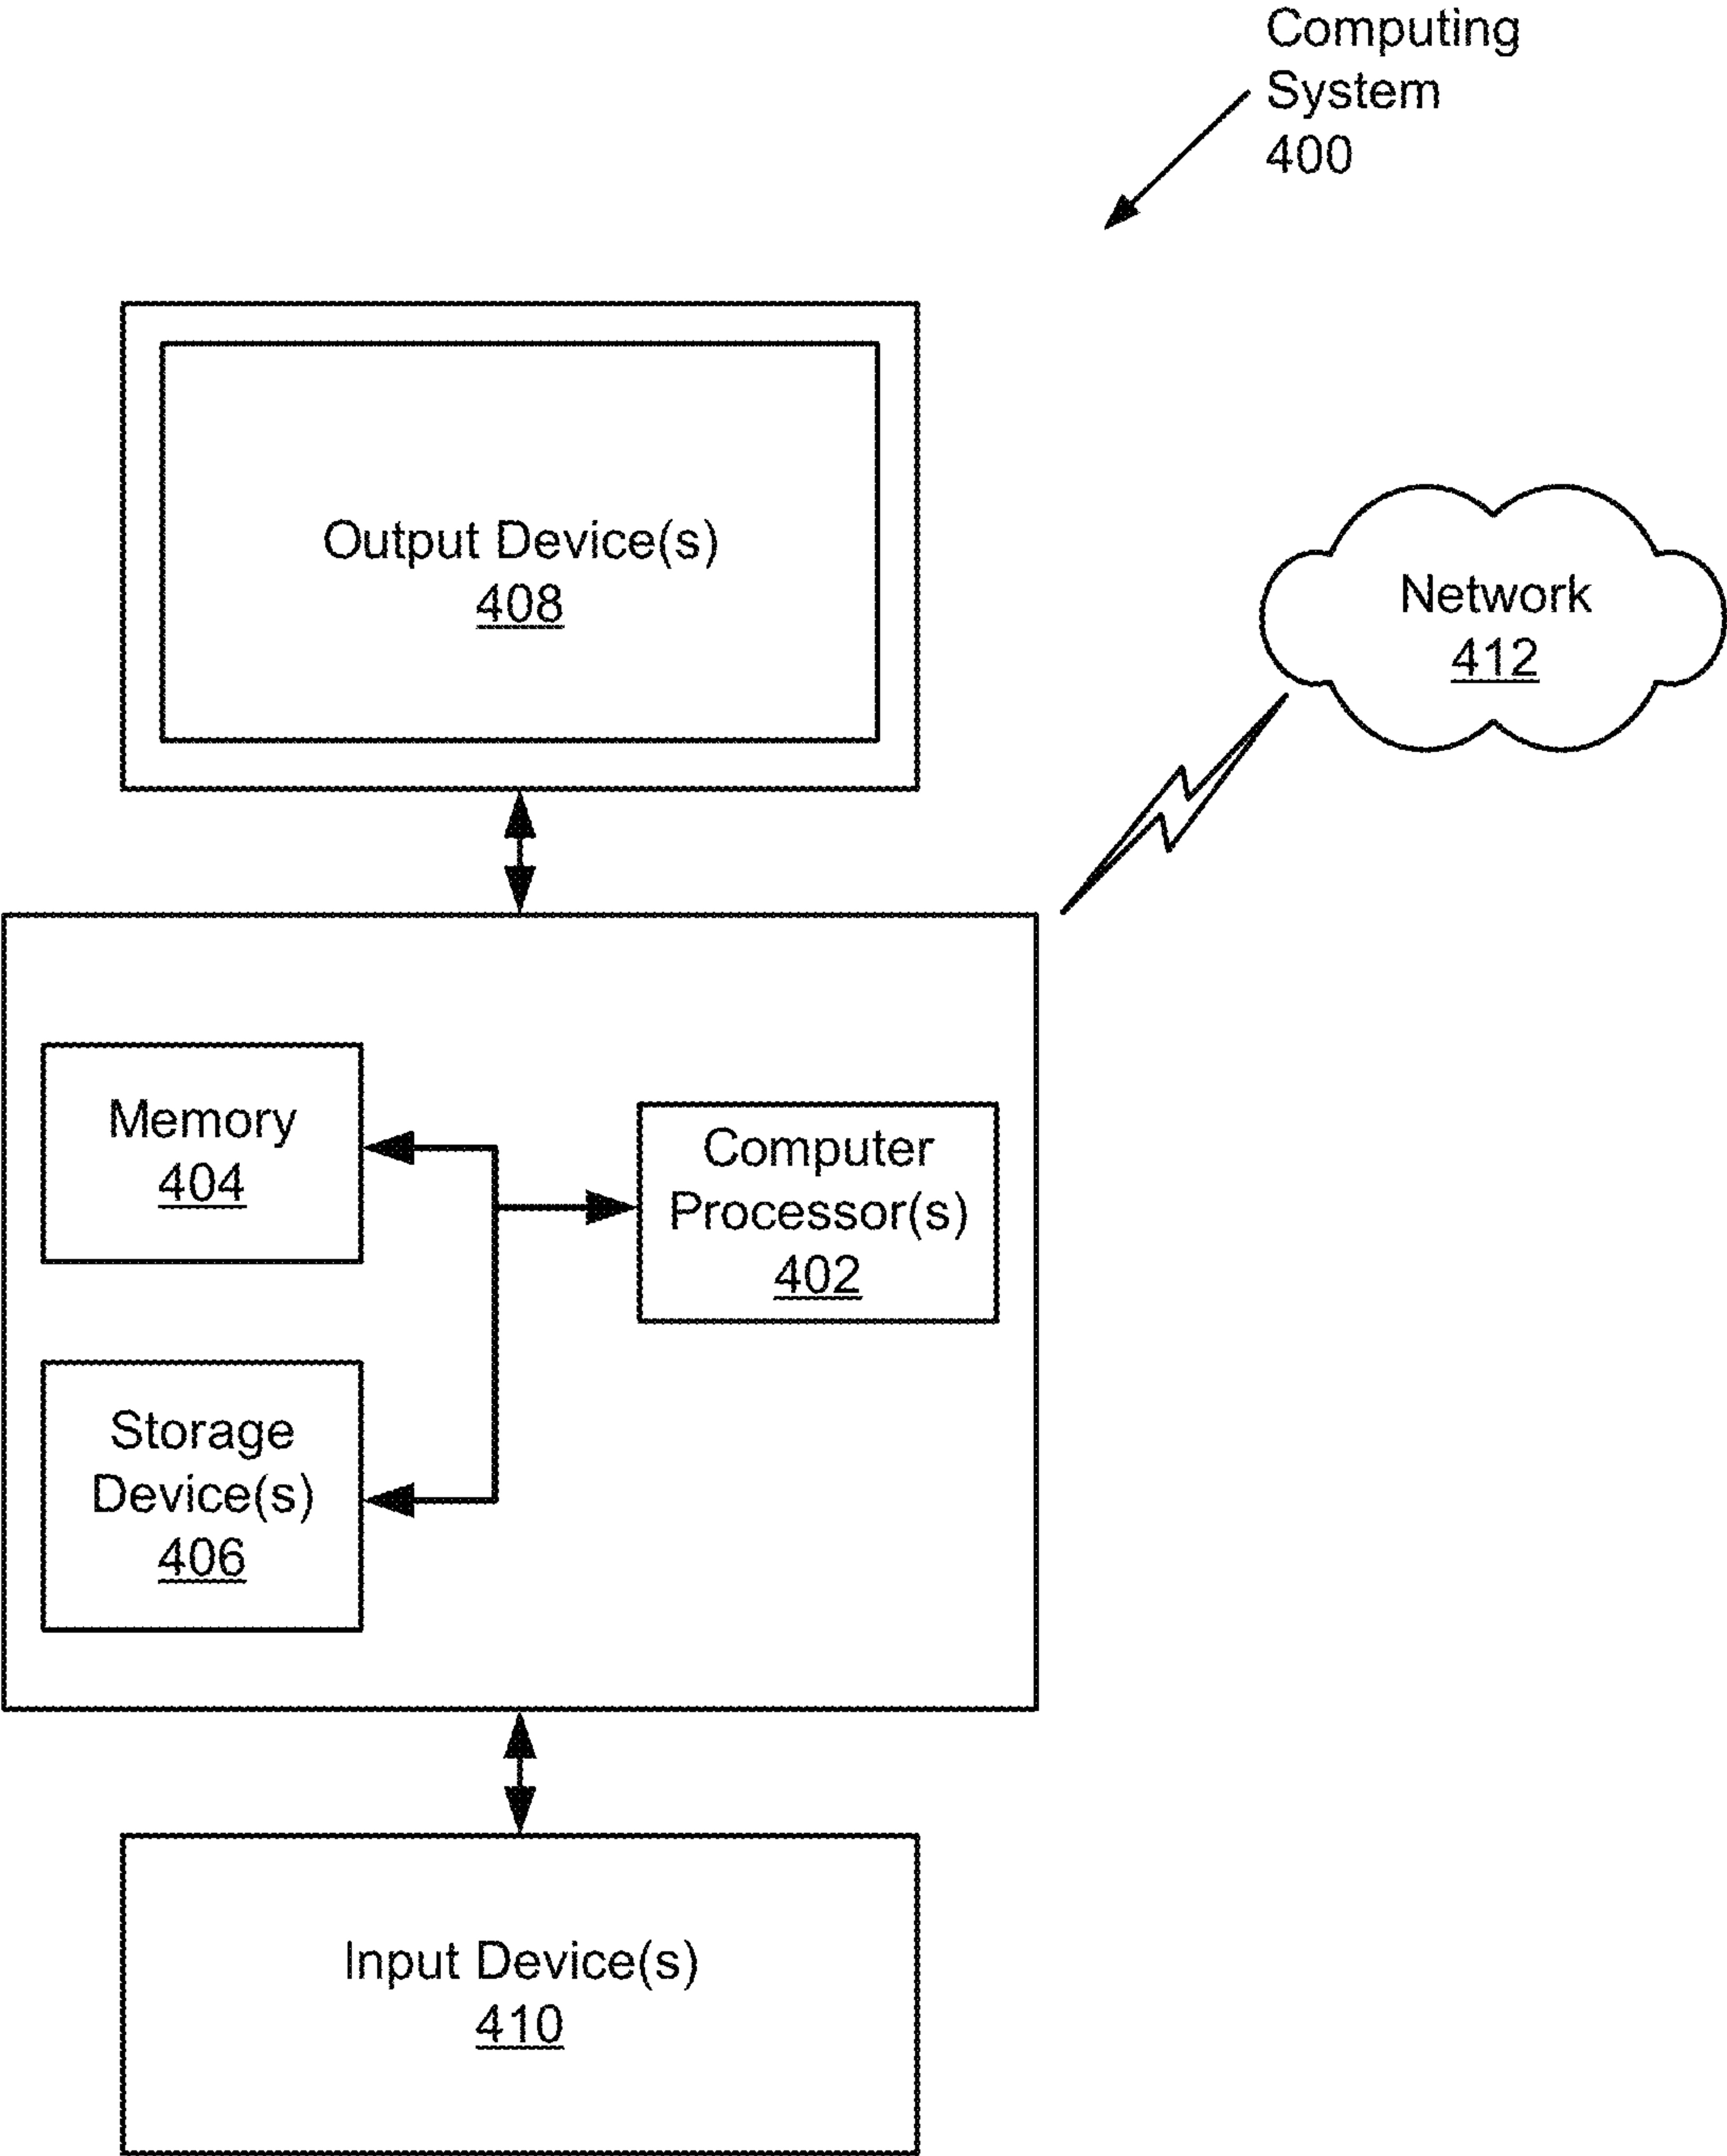 Computing
System
400
Output Device(s)
408
Network
412
Memory
404
Computer
Processor(s)
402
Storage
Device(s)
406
Input Device(s)
410